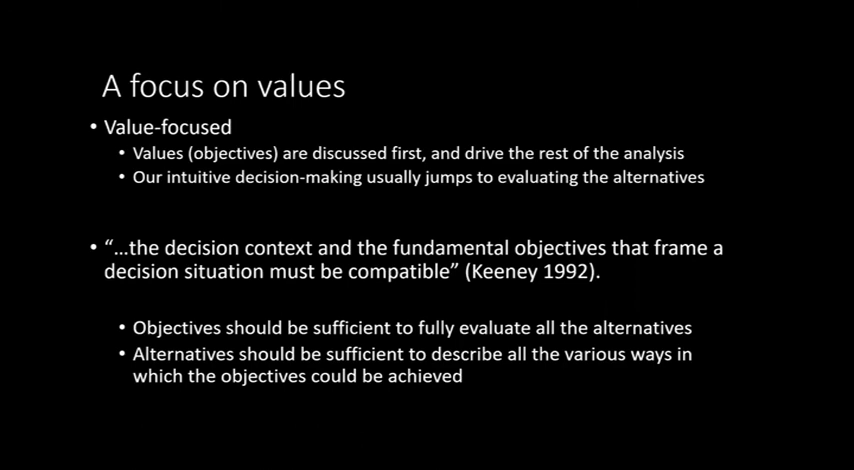 A focus on values
• Value-focused
• Values (objectives) are discussed first, and drive the rest of the analysis
• Our intuitive decision-making usually jumps to evaluating the alternatives
• “…the decision context and the fundamental objectives that frame a
decision situation must be compatible” (Keeney 1992).
• Objectives should be sufficient to fully evaluate all the alternatives
• Alternatives should be sufficient to describe all the various ways in
which the objectives could be achieved